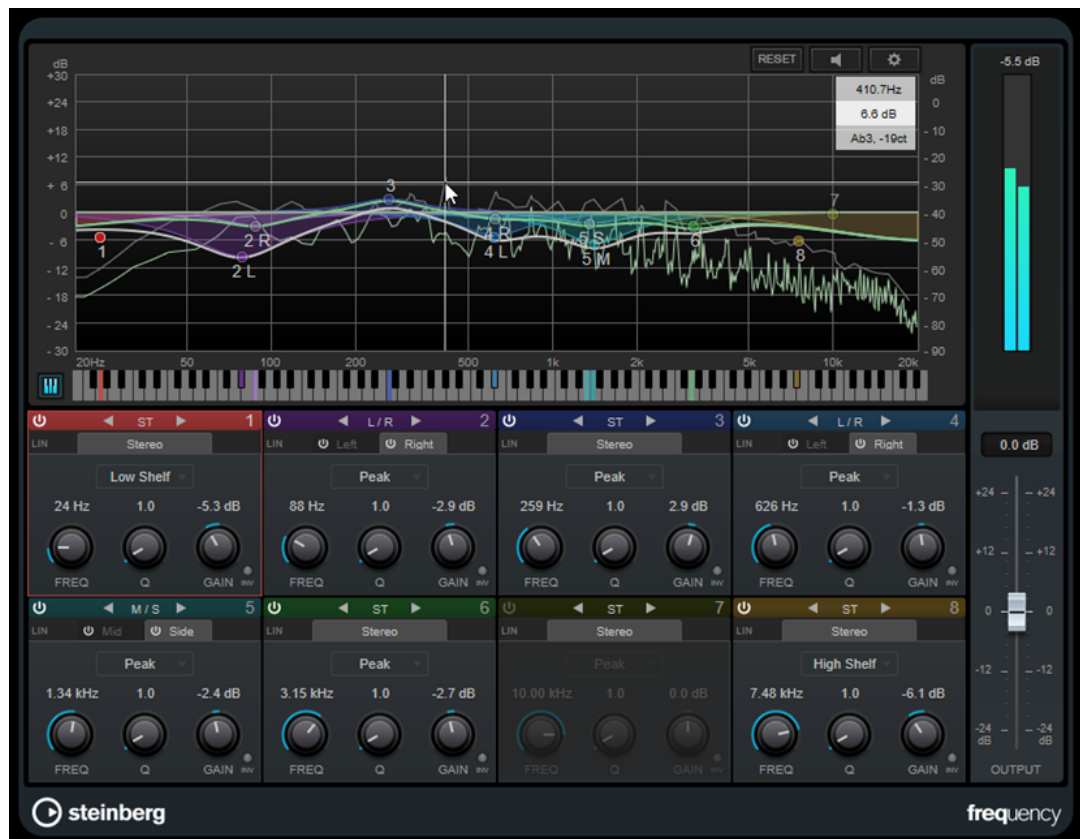 RESET
-5.5 dB
dB
+30
+24
+18
+12
+ 6
0
- 6
- 12
- 18
- 24
- 30
410.7Hz
6.6 dB
Ab3, -19ct
dB
0
- 10
- 20
- 30
- 40
- 50
- 60
- 70
- 80
- 90
1
2 R
2 L
3
4 R
4 L
5 S
5 M
6
7
8
20Hz 50 100 200 500 1k 2k 5k 10k 20k
ST 1
LIN Stereo
Low Shelf
24 Hz 1.0 -5.3 dB
FREQ Q GAIN INV
L / R 2
LIN Left Right
Peak
88 Hz 1.0 -2.9 dB
FREQ Q GAIN INV
ST 3
LIN Stereo
Peak
259 Hz 1.0 2.9 dB
FREQ Q GAIN INV
L / R 4
LIN Left Right
Peak
626 Hz 1.0 -1.3 dB
FREQ Q GAIN INV
M / S 5
LIN Mid Side
Peak
1.34 kHz 1.0 -2.4 dB
FREQ Q GAIN INV
ST 6
LIN Stereo
Peak
3.15 kHz 1.0 -2.7 dB
FREQ Q GAIN INV
ST 7
LIN Stereo
Peak
10.00 kHz 1.0 0.0 dB
FREQ Q GAIN INV
ST 8
LIN Stereo
High Shelf
7.48 kHz 1.0 -6.1 dB
FREQ Q GAIN INV
0.0 dB
+24 +24
+12 +12
0 0
-12 -12
-24 -24
dB dB
OUTPUT
steinberg
frequency